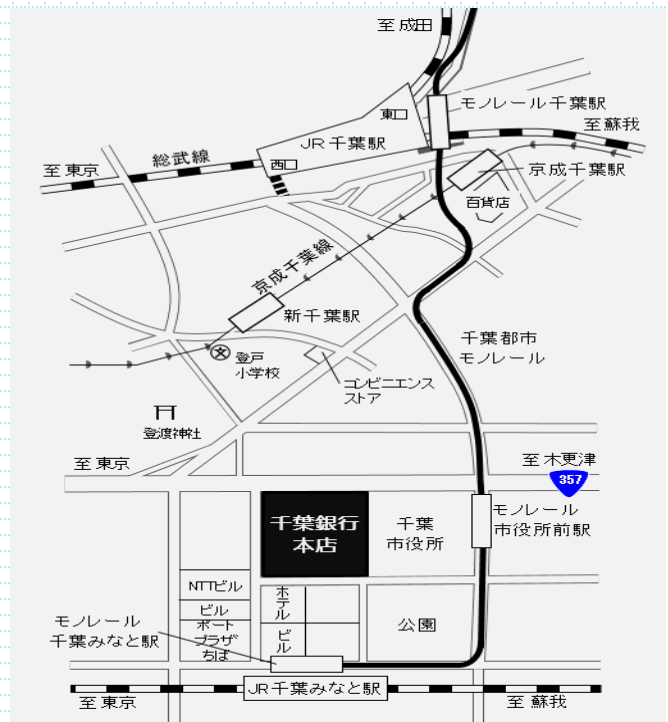 至成田
東口
モノレール千葉駅
JR千葉駅
至蘇我
総武線
西口
至東京
京成千葉駅
百貨店
京成千葉線
新千葉駅
千葉都市
モノレール
登戸
小学校
コンビニエンス
ストア
登渡神社
至東京
至木更津
357
千葉銀行
本店
千葉
市役所
モノレール
市役所前駅
NTTビル
ホテル
ビル
ポート
プラザ
ちば
ビル
公園
モノレール
千葉みなと駅
JR千葉みなと駅
至東京
至蘇我